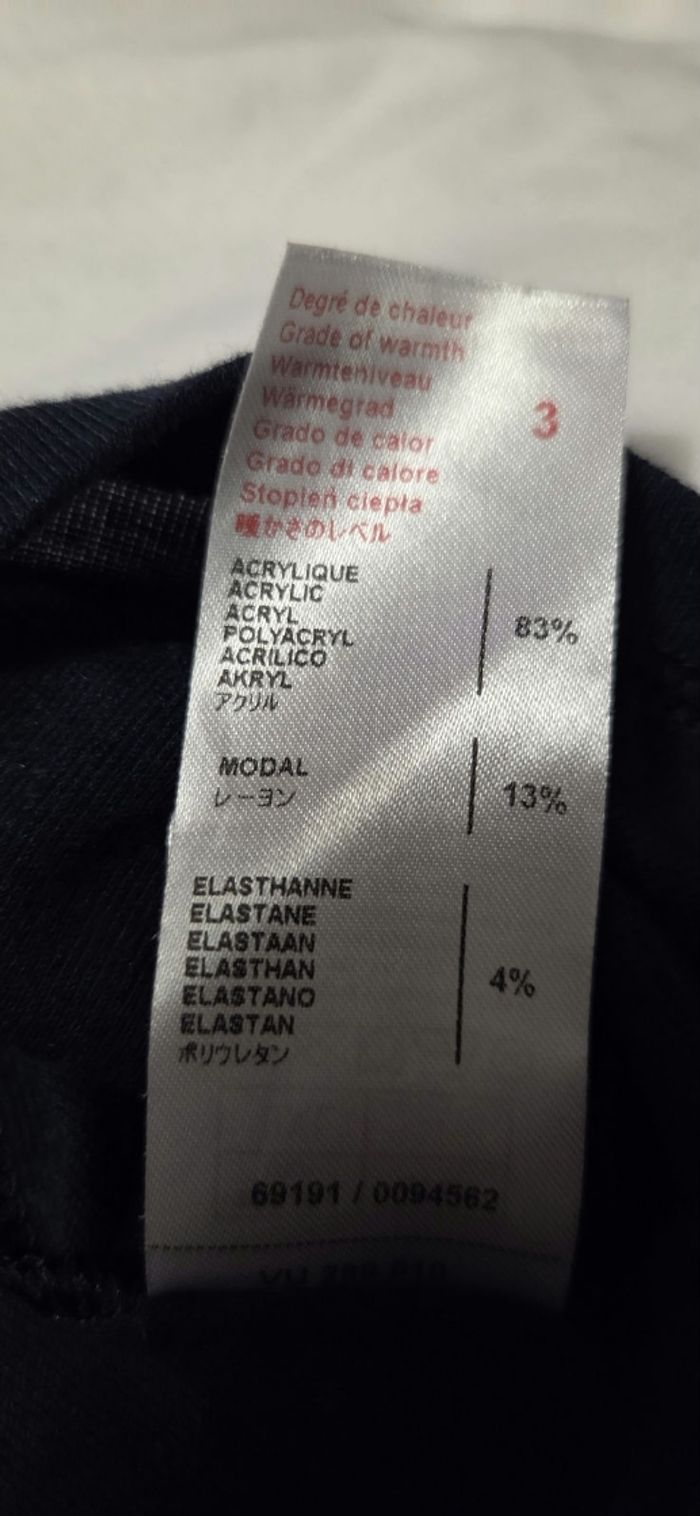 Degré de chaleur
Grade of warmth
Warmteniveau
Wärmegrad
Grado de calor
Grado di calore
Stopień ciepła
暖かさのレベル
3
ACRYLIQUE
ACRYLIC
ACRYL
POLYACRYL
ACRILICO
AKRYL
アクリル
83%
MODAL
レーヨン
13%
ELASTHANNE
ELASTANE
ELASTAAN
ELASTHAN
ELASTANO
ELASTAN
ポリウレタン
4%
69191 / 0094562